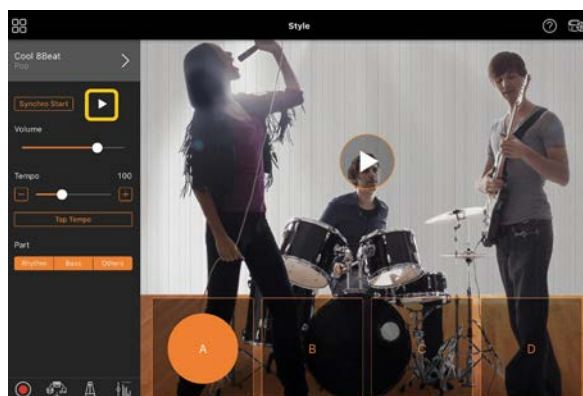 Style
Cool 8Beat
Pop
Synchro Start
Volume
Tempo 100
Tap Tempo
Part
Rhythm Bass Others
A B C D